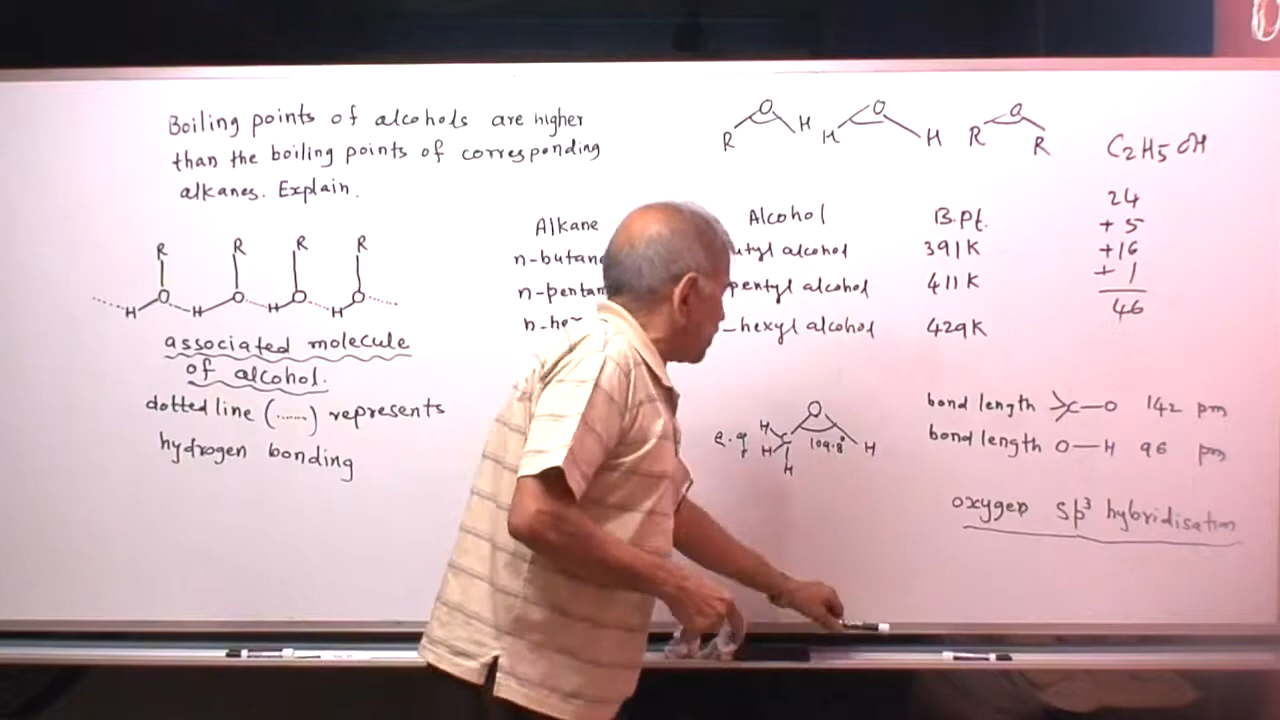 Boiling points of alcohols are higher
than the boiling points of corresponding
alkanes. Explain.
R R R R
H O H O H O H O
associated molecule
of alcohol.
dotted line (......) represents
hydrogen bonding
R O H
H O H
R O R
C2H5OH
24
+ 5
+16
+ 1
46
Alkane Alcohol B.Pt.
alcohol 391K
pentyl alcohol 411K
hexyl alcohol 429K
e.g H H H C O 109.8° H
bond length C—O 142 pm
bond length O—H 96 pm
oxygen sp³ hybridisation